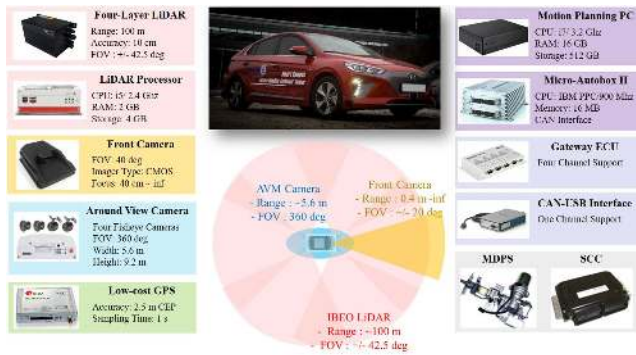 Four-Layer LiDAR
Range: 100 m
Accuracy: 10 cm
FOV : +/- 42.5 deg
LiDAR Processor
CPU: i5/ 2.4 Ghz
RAM: 2 GB
Storage: 4 GB
Front Camera
FOV: 40 deg
Imager Type: CMOS
Focus: 40 cm ~ inf
Around View Camera
Four Fisheye Cameras
FOV: 360 deg
Width: 5.6 m
Height: 9.2 m
Low-cost GPS
Accuracy: 2.5 m CEP
Sampling Time: 1 s
AVM Camera
- Range : ~5.6 m
- FOV : 360 deg
Front Camera
- Range : 0.4 m -inf
- FOV : +/- 20 deg
IBEO LiDAR
- Range : ~100 m
- FOV : +/- 42.5 deg
Motion Planning PC
CPU: i7/ 3.2 Ghz
RAM: 16 GB
Storage: 512 GB
Micro-Autobox II
CPU: IBM PPC/900 Mhz
Memory: 16 MB
CAN Interface
Gateway ECU
Four Channel Support
CAN-USB Interface
One Channel Support
MDPS
SCC